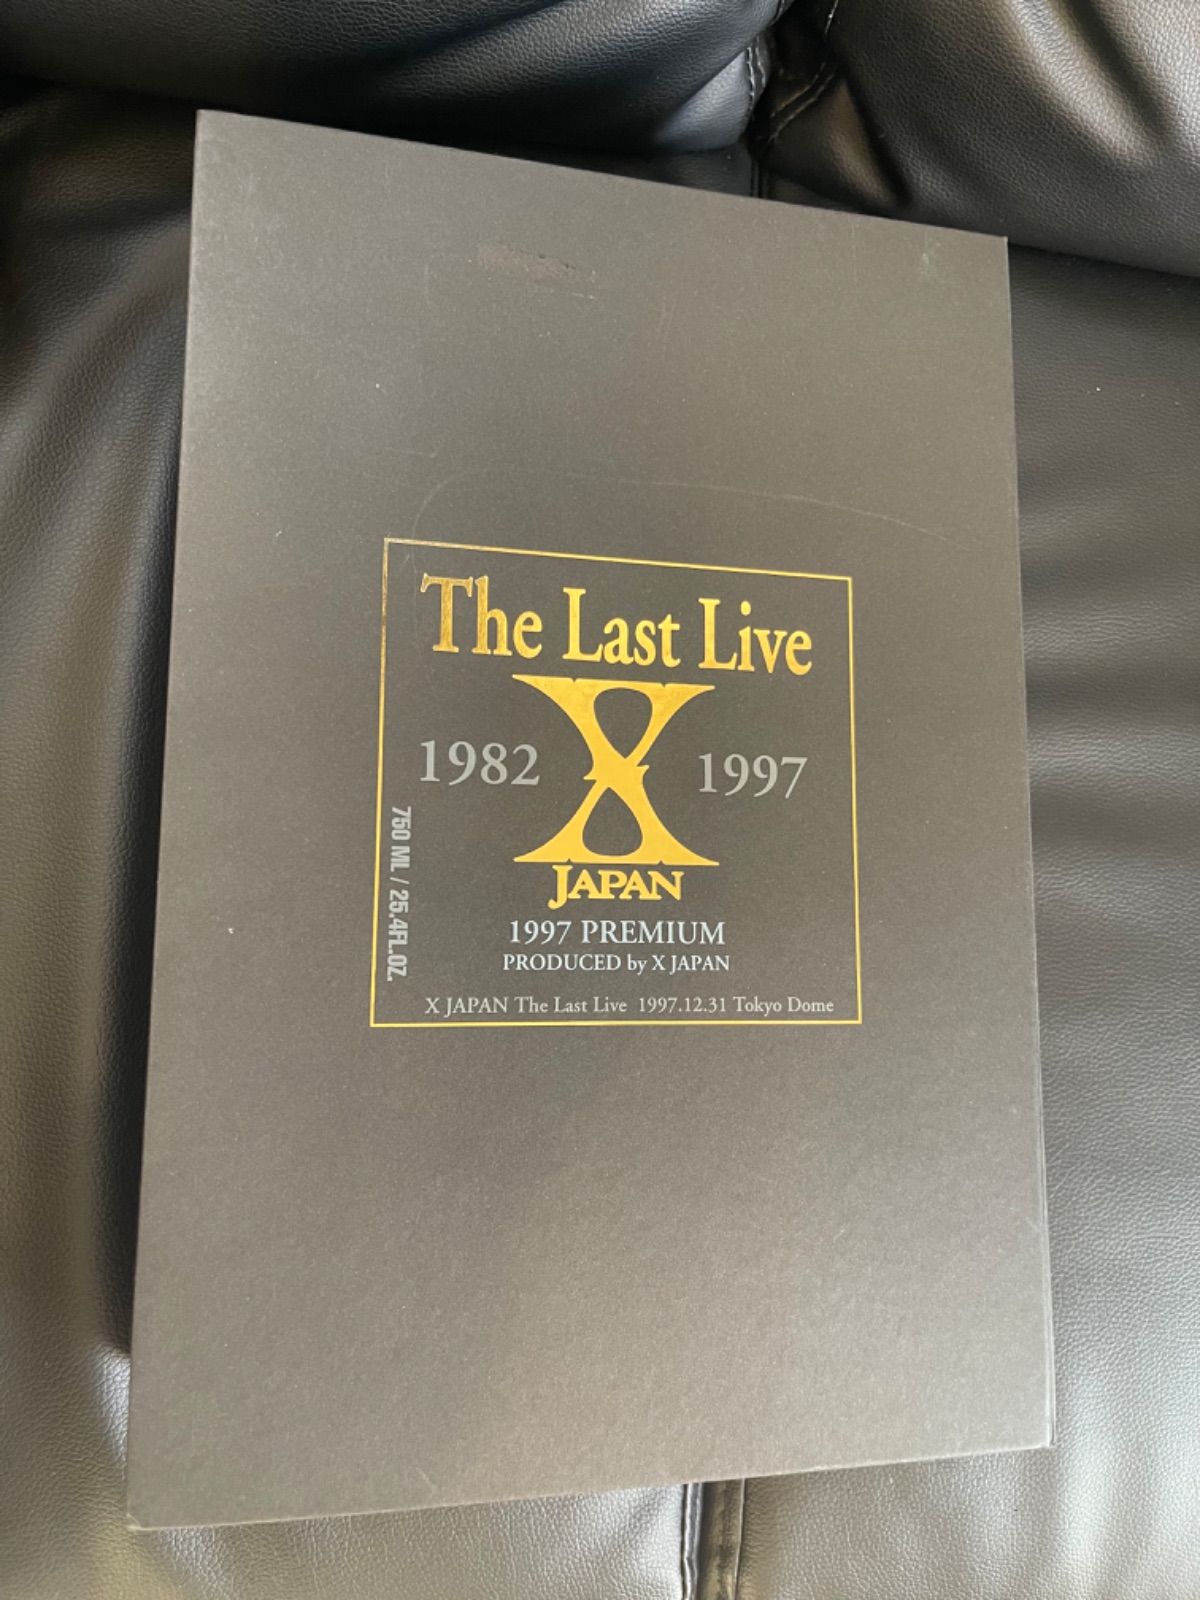 The Last Live
1982 X 1997
JAPAN
1997 PREMIUM
PRODUCED by X JAPAN
X JAPAN The Last Live 1997.12.31 Tokyo Dome
750 ML / 25.4FL.OZ.